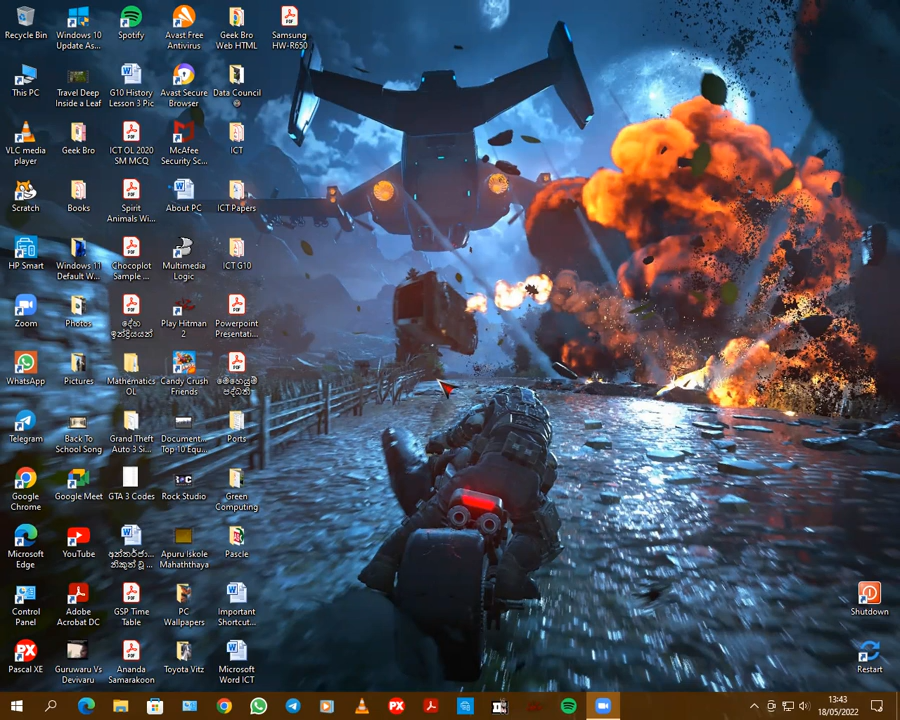 Recycle Bin
Windows 10
Update As...
Spotify
Avast Free
Antivirus
Geek Bro
Web HTML
Samsung
HW-R650
This PC
Travel Deep
Inside a Leaf
G10 History
Lesson 3 Pic
Avast Secure
Browser
Data Council
VLC media
player
Geek Bro
ICT OL 2020
SM MCQ
McAfee
Security Sc...
ICT
Scratch
Books
Spirit
Animals Wi...
About PC
ICT Papers
HP Smart
Windows 11
Default W...
Chocoplot
Sample ...
Multimedia
Logic
ICT G10
Zoom
Photos
දේහ
ඉන්ද්‍රියයන්
Play Hitman
2
Powerpoint
Presentati...
WhatsApp
Pictures
Mathematics
OL
Candy Crush
Friends
මෙහෙයුම්
පද්ධති
Telegram
Back To
School Song
Grand Theft
Auto 3 Si...
Document...
Top 10 Equ...
Ports
Google
Chrome
Google Meet
GTA 3 Codes
Rock Studio
Green
Computing
Microsoft
Edge
YouTube
Apuru Iskole
Mahaththaya
Pascle
Control
Panel
Adobe
Acrobat DC
GSP Time
Table
PC
Wallpapers
Important
Shortcut...
Shutdown
Pascal XE
Guruwaru Vs
Devivaru
Ananda
Samarakoon
Toyota Vitz
Microsoft
Word ICT
Restart
13:43
18/05/2022